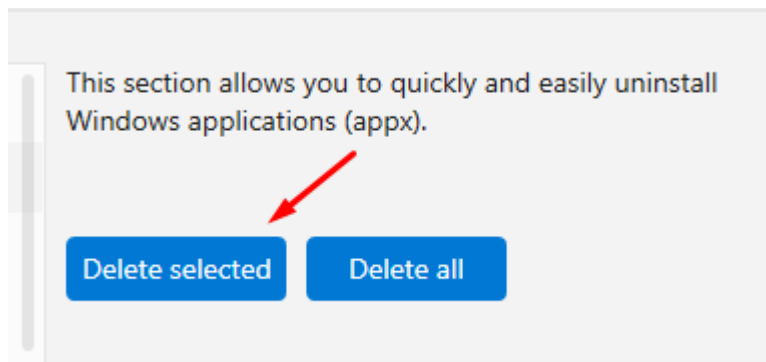 This section allows you to quickly and easily uninstall
Windows applications (appx).
Delete selected
Delete all